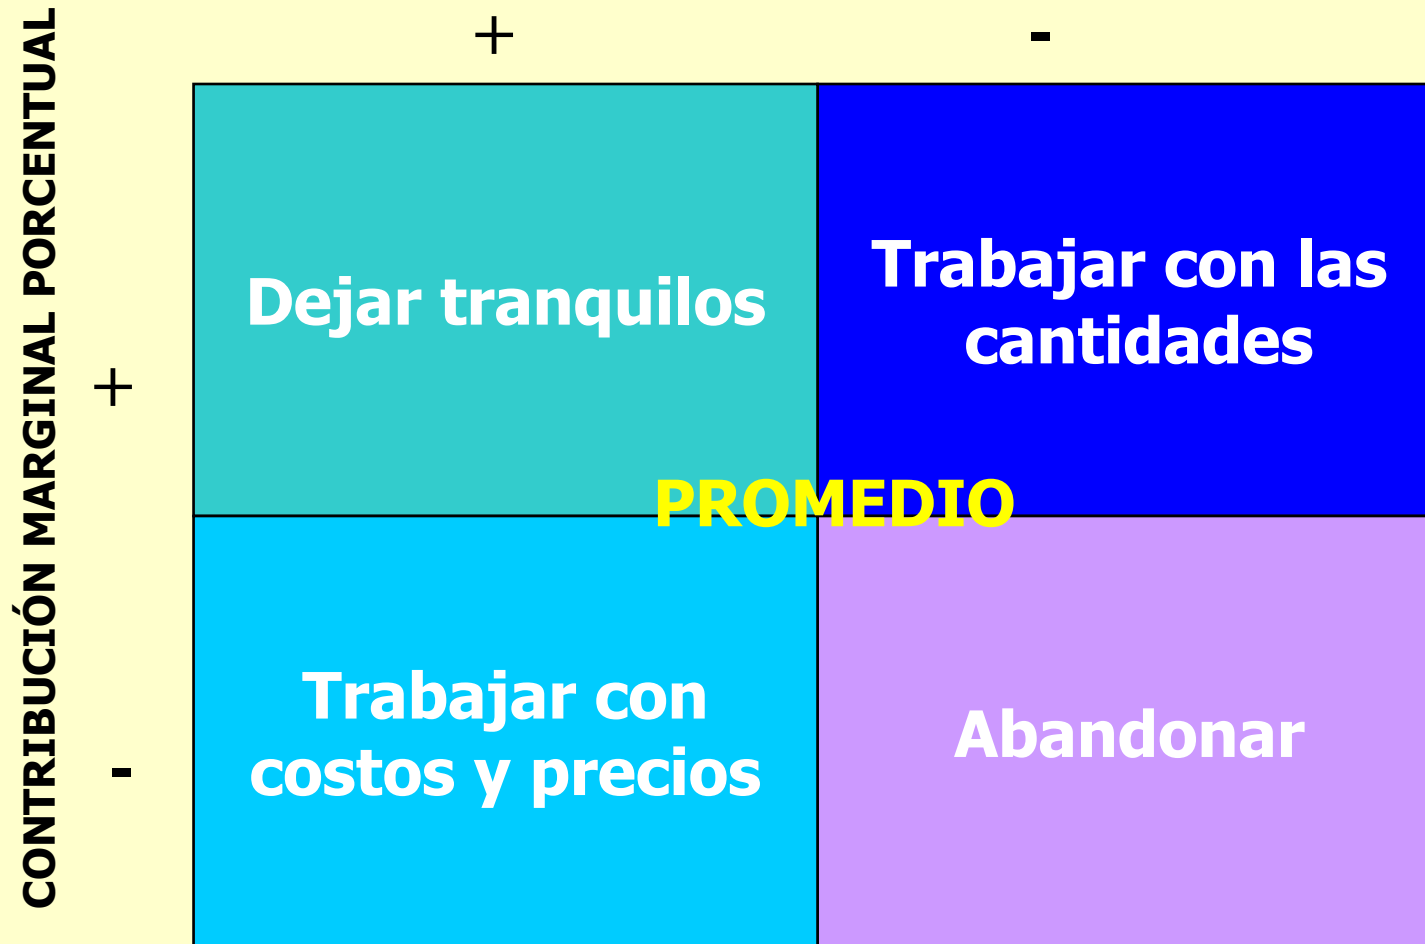 + -
CONTRIBUCIÓN MARGINAL PORCENTUAL
+
-
Dejar tranquilos
Trabajar con las
cantidades
PROMEDIO
Trabajar con
costos y precios
Abandonar